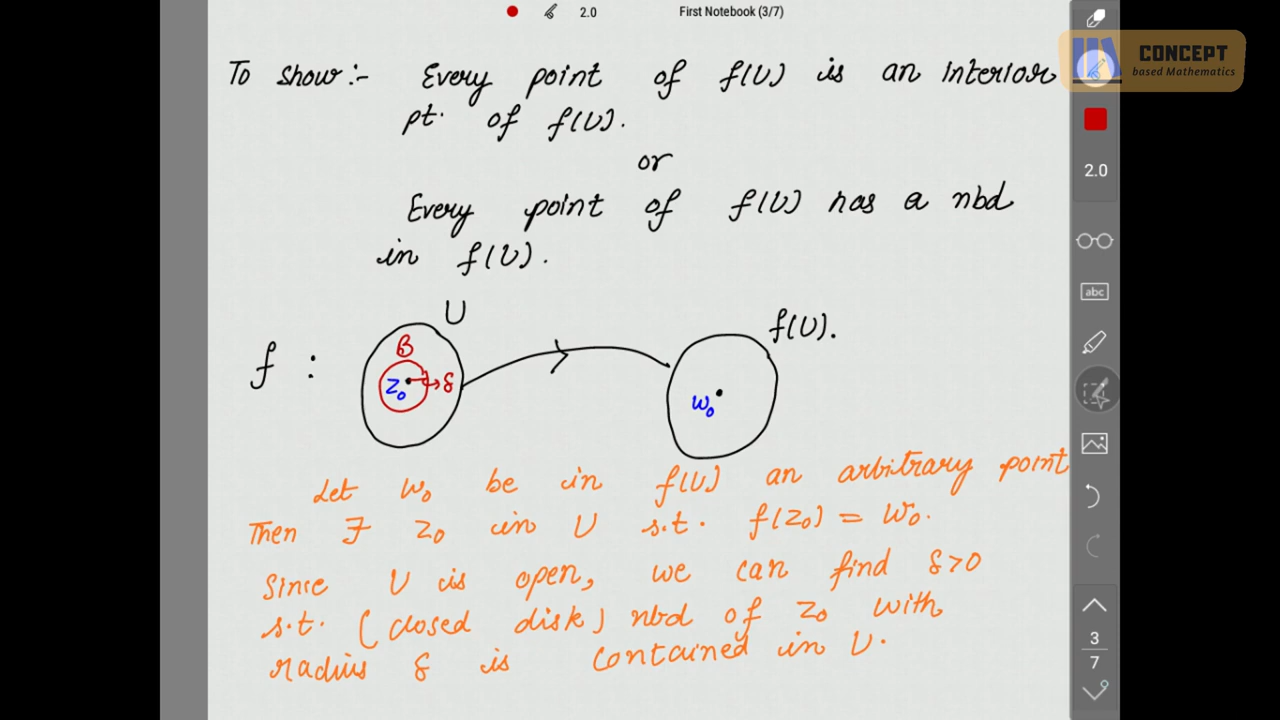 2.0 First Notebook (3/7)
CONCEPT
based Mathematics
To show :- Every point of f(U) is an interior
pt. of f(U).
or
Every point of f(U) has a nbd
in f(U).
2.0
abc
U
f(U).
f :
B
z₀ δ
w₀
Let w₀ be in f(U) an arbitrary point
Then ∃ z₀ in U s.t. f(z₀) = w₀.
Since U is open, we can find δ>0
s.t. (closed disk) nbd of z₀ with
radius δ is contained in U.
3
7